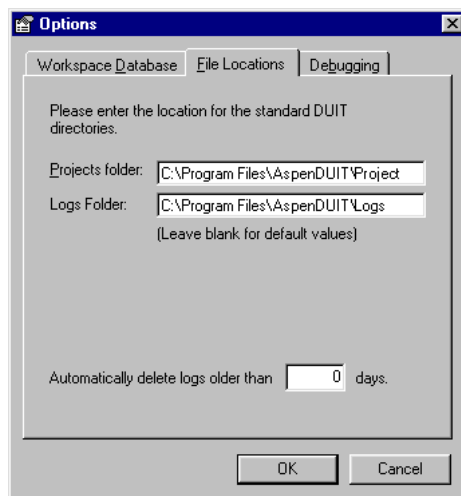 Options
Workspace Database File Locations Debugging
Please enter the location for the standard DUIT
directories.
Projects folder: C:\Program Files\AspenDUIT\Project
Logs Folder: C:\Program Files\AspenDUIT\Logs
(Leave blank for default values)
Automatically delete logs older than 0 days.
OK Cancel